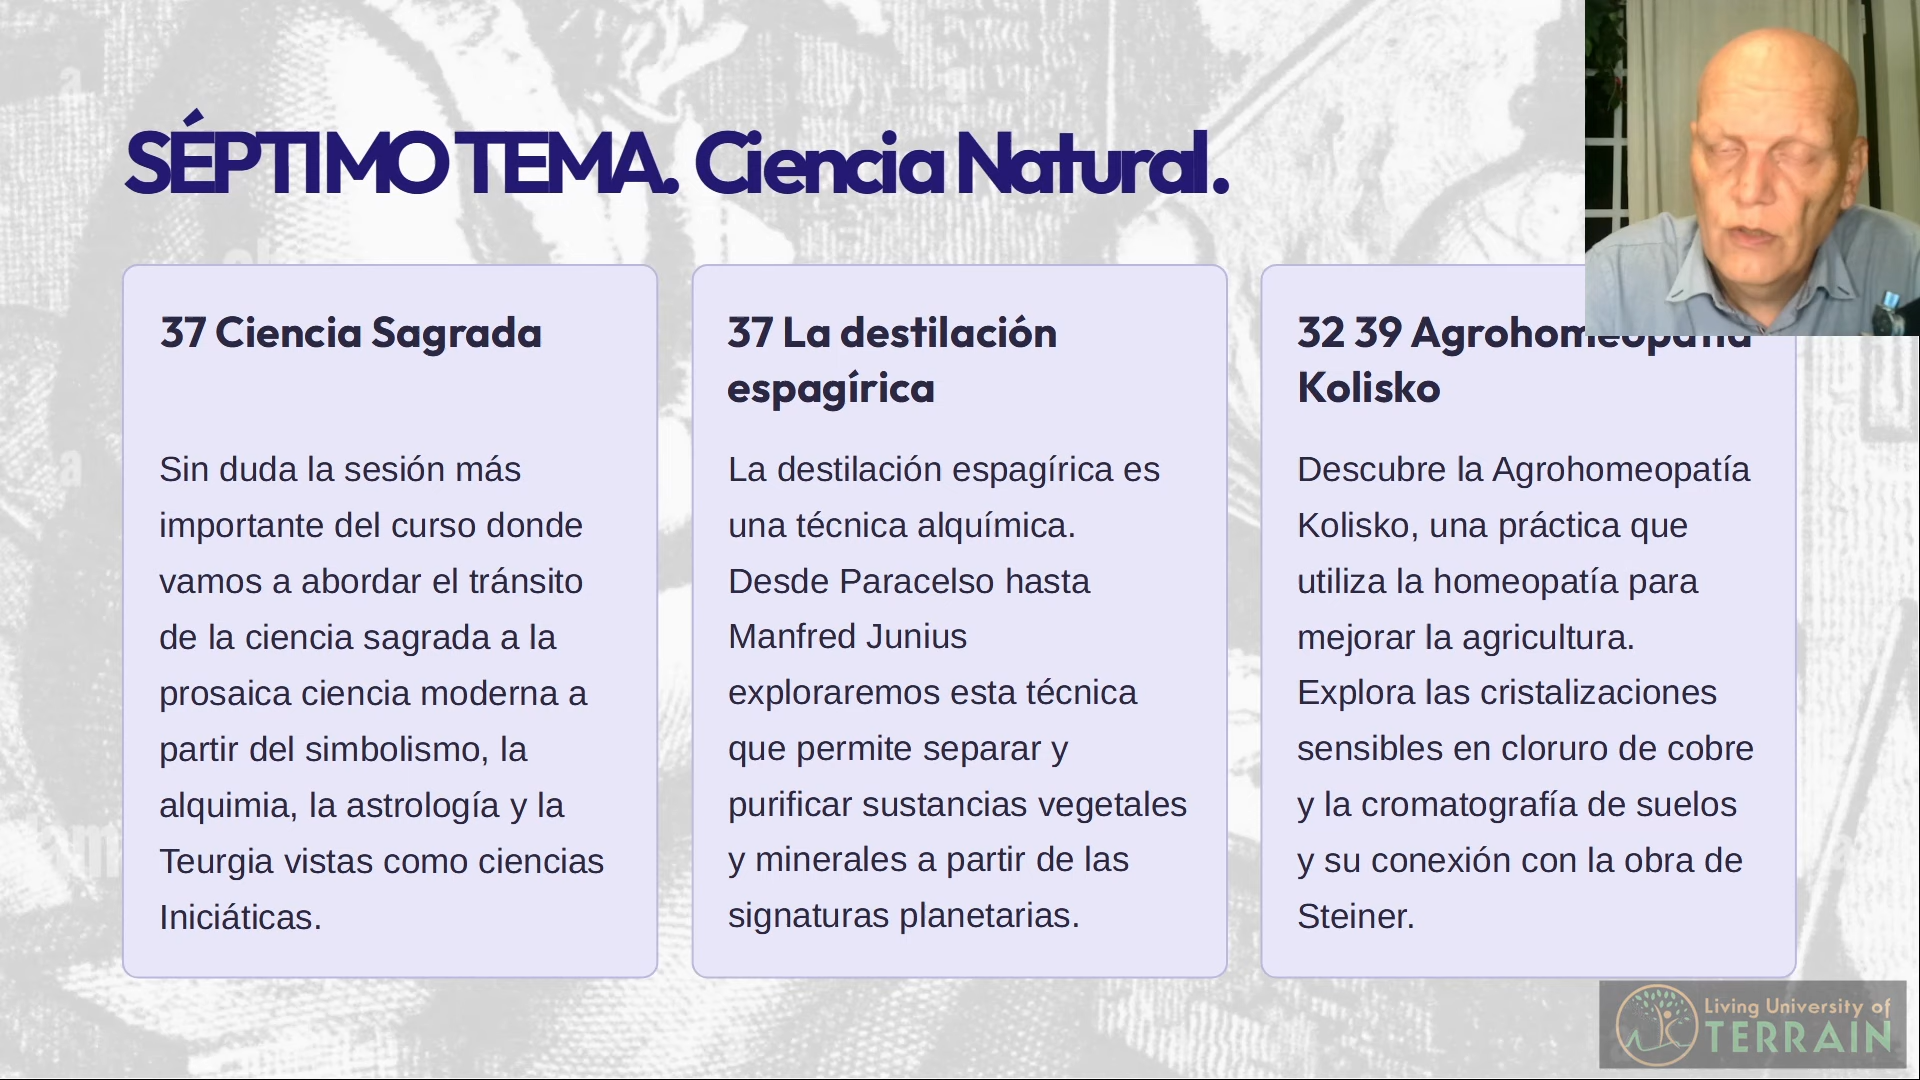 SÉPTIMO TEMA. Ciencia Natural.
37 Ciencia Sagrada
Sin duda la sesión más
importante del curso donde
vamos a abordar el tránsito
de la ciencia sagrada a la
prosaica ciencia moderna a
partir del simbolismo, la
alquimia, la astrología y la
Teurgia vistas como ciencias
Iniciáticas.
37 La destilación
espagírica
La destilación espagírica es
una técnica alquímica.
Desde Paracelso hasta
Manfred Junius
exploraremos esta técnica
que permite separar y
purificar sustancias vegetales
y minerales a partir de las
signaturas planetarias.
32 39 Agrohomeopatía
Kolisko
Descubre la Agrohomeopatía
Kolisko, una práctica que
utiliza la homeopatía para
mejorar la agricultura.
Explora las cristalizaciones
sensibles en cloruro de cobre
y la cromatografía de suelos
y su conexión con la obra de
Steiner.
Living University of
TERRAIN